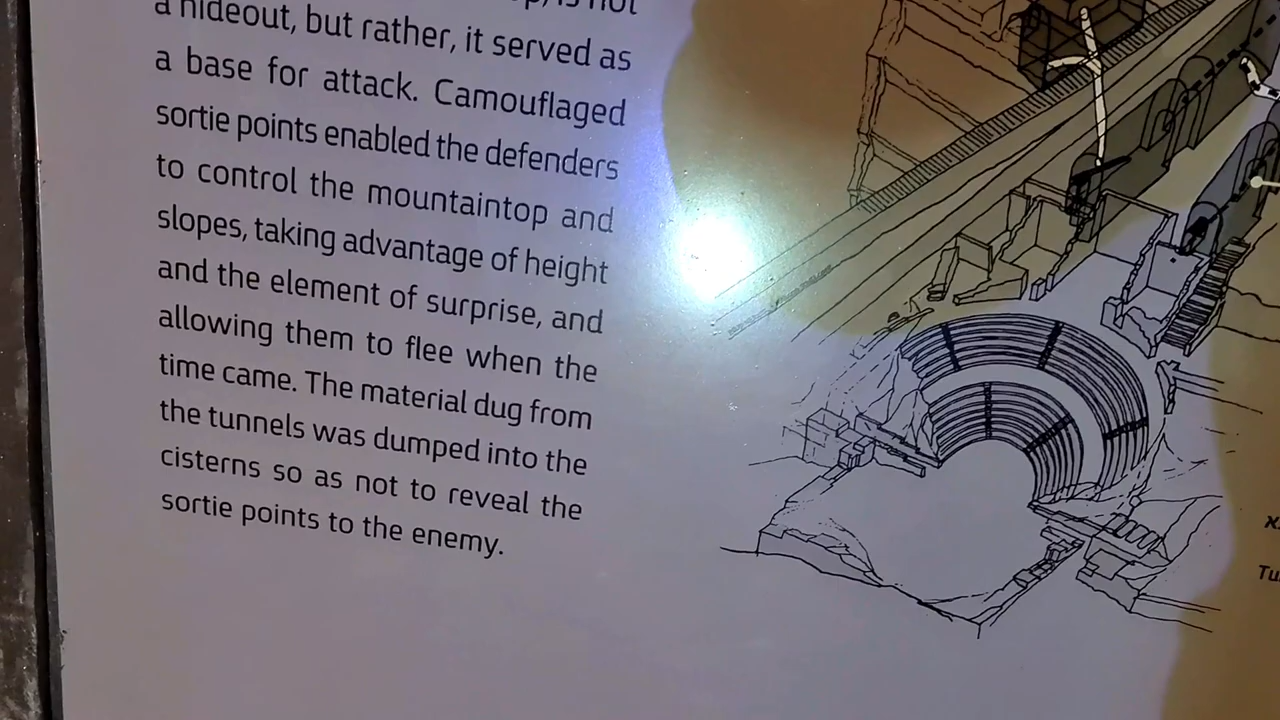 is not
a hideout, but rather, it served as
a base for attack. Camouflaged
sortie points enabled the defenders
to control the mountaintop and
slopes, taking advantage of height
and the element of surprise, and
allowing them to flee when the
time came. The material dug from
the tunnels was dumped into the
cisterns so as not to reveal the
sortie points to the enemy.